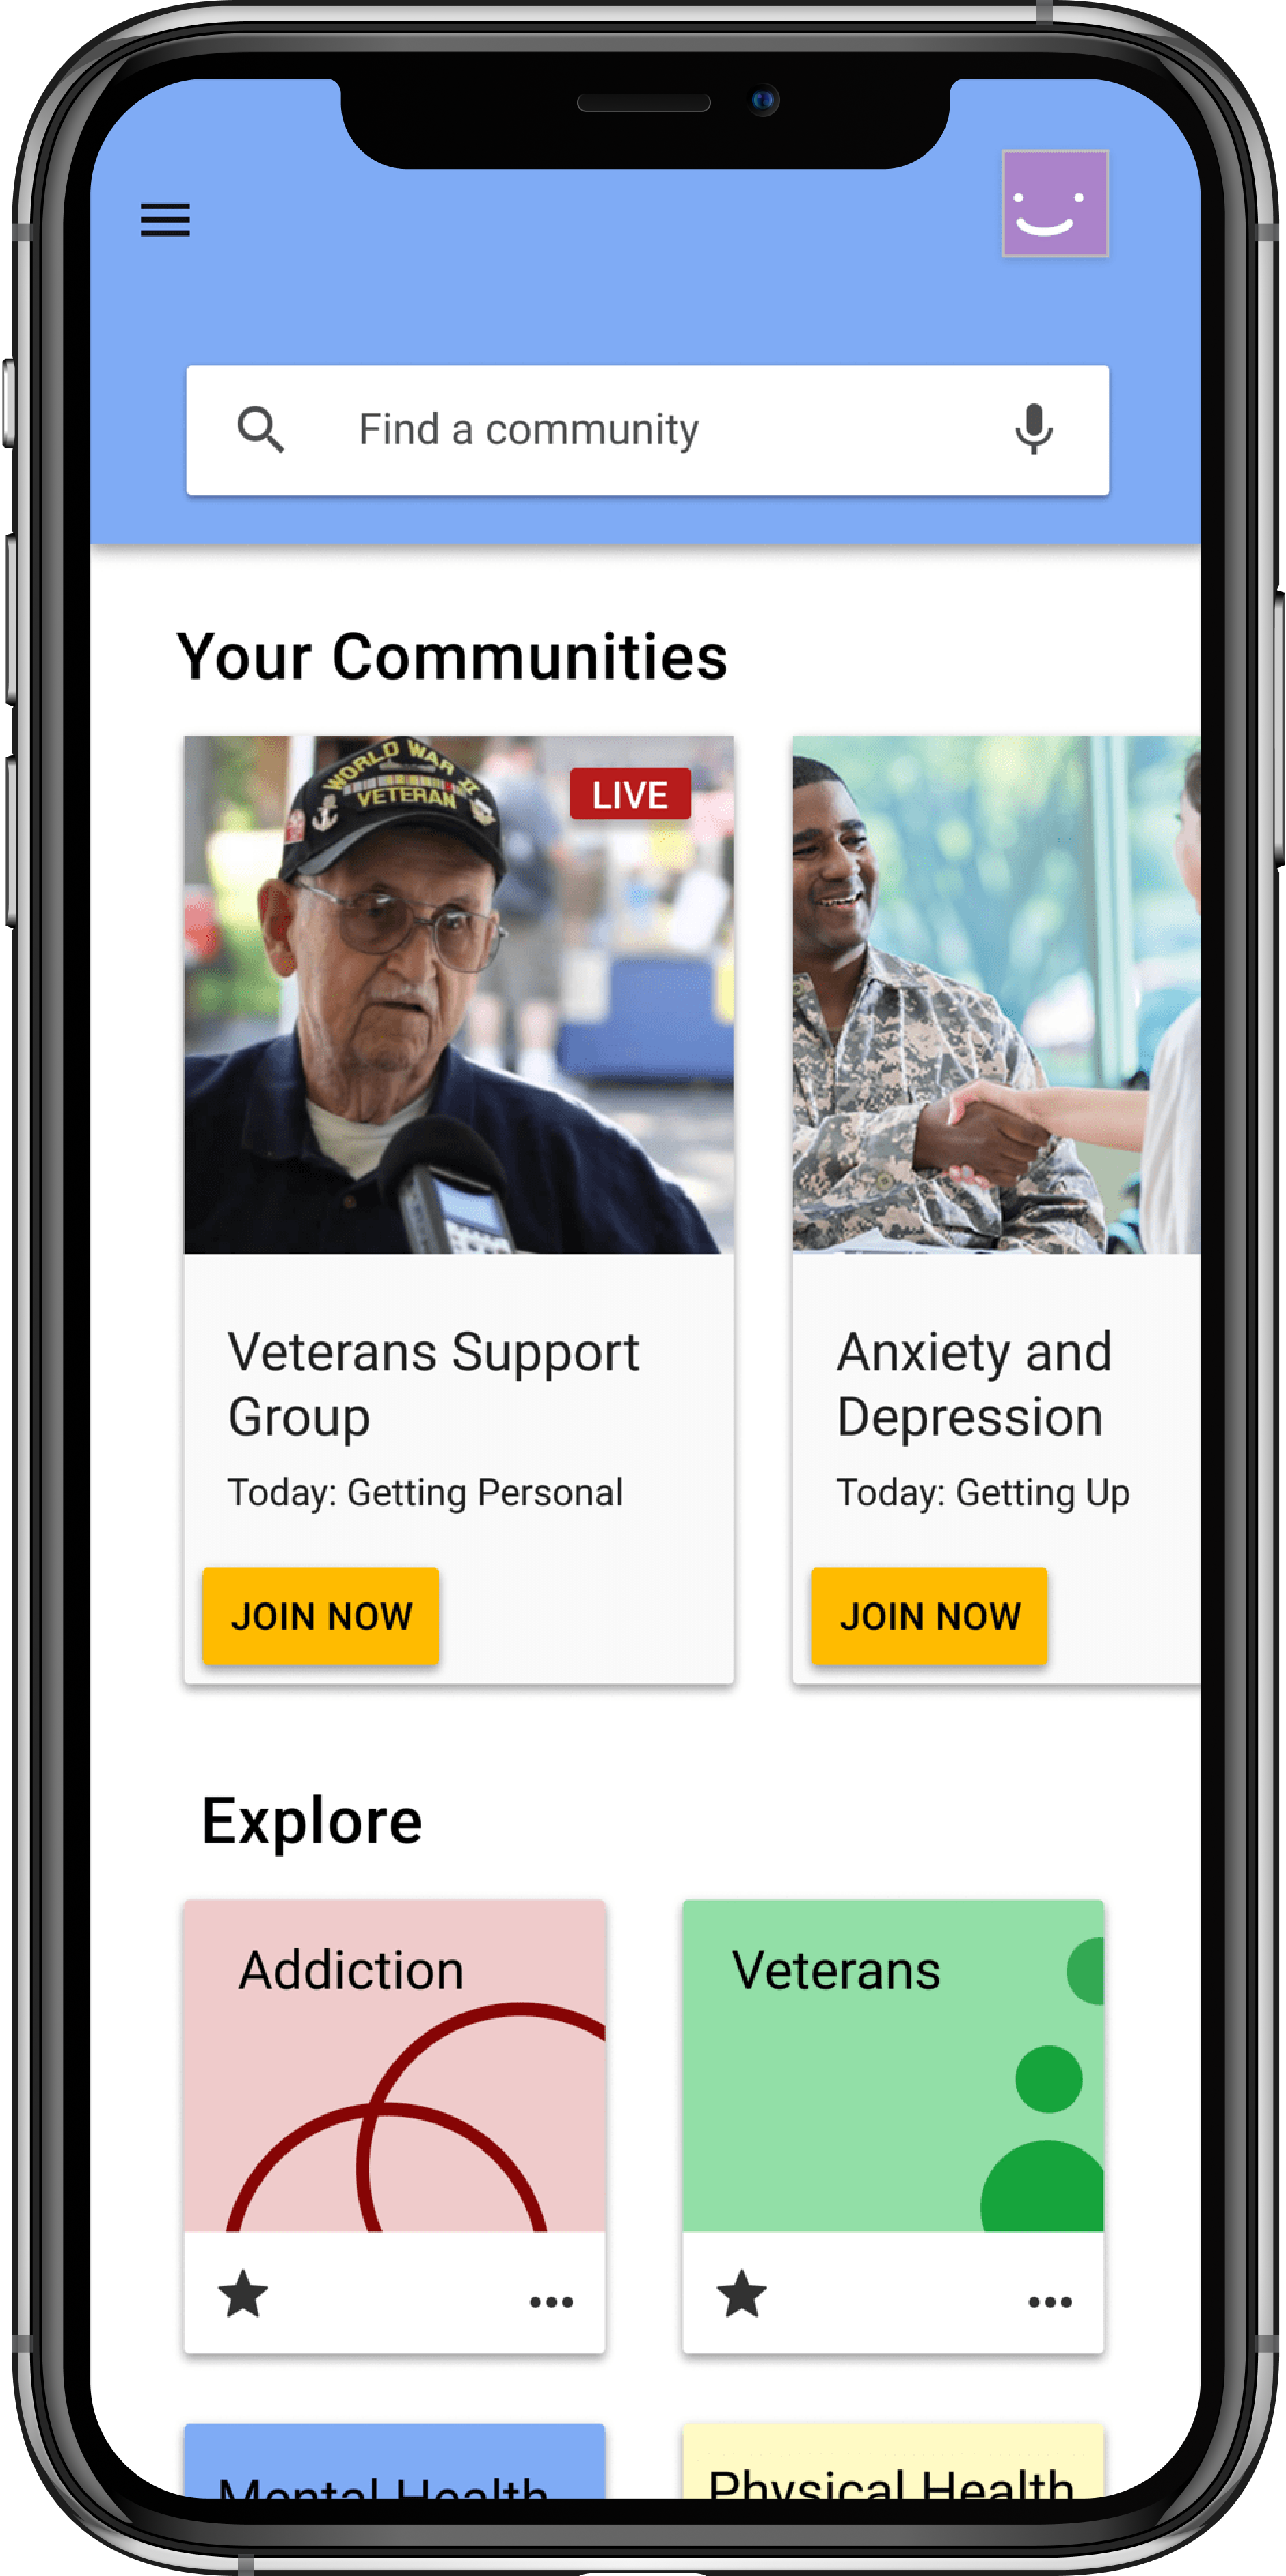 Find a community
Your Communities
WORLD WAR II
VETERAN
LIVE
Veterans Support
Group
Today: Getting Personal
JOIN NOW
Anxiety and
Depression
Today: Getting Up
JOIN NOW
Explore
Addiction
Veterans
Mental Health
Physical Health